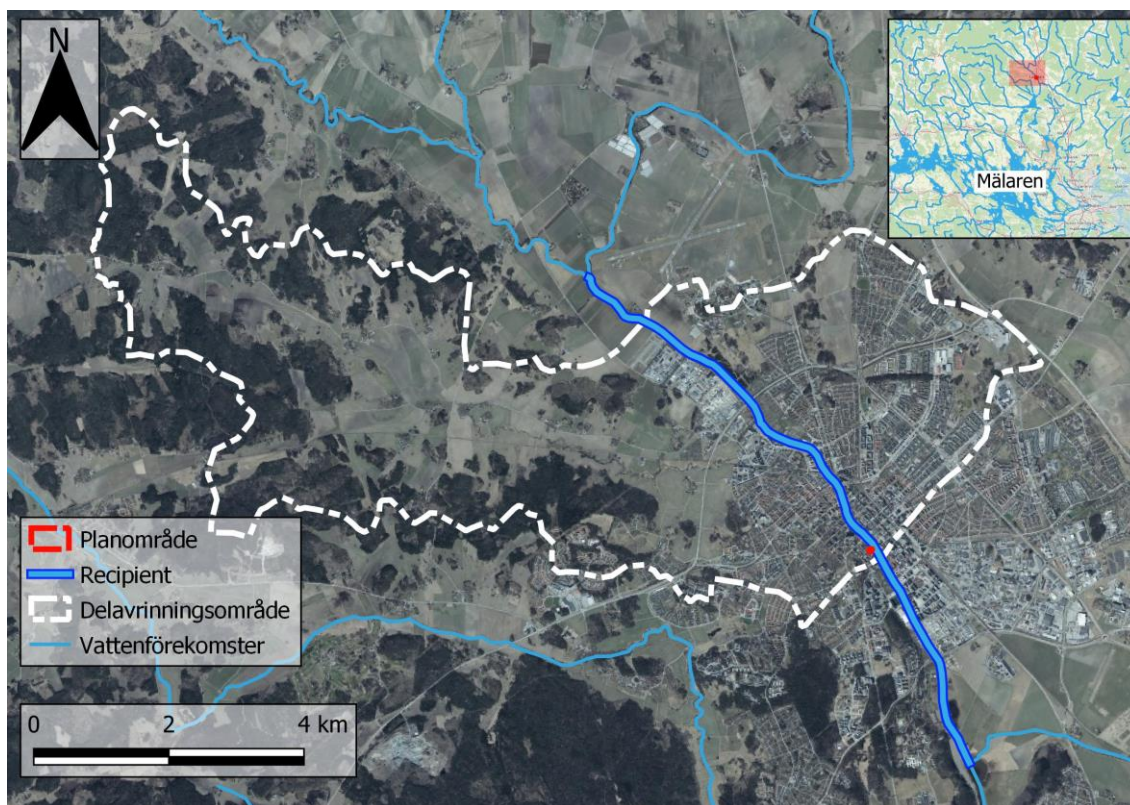 N
Mälaren
Planområde
Recipient
Delavrinningsområde
Vattenförekomster
0 2 4 km